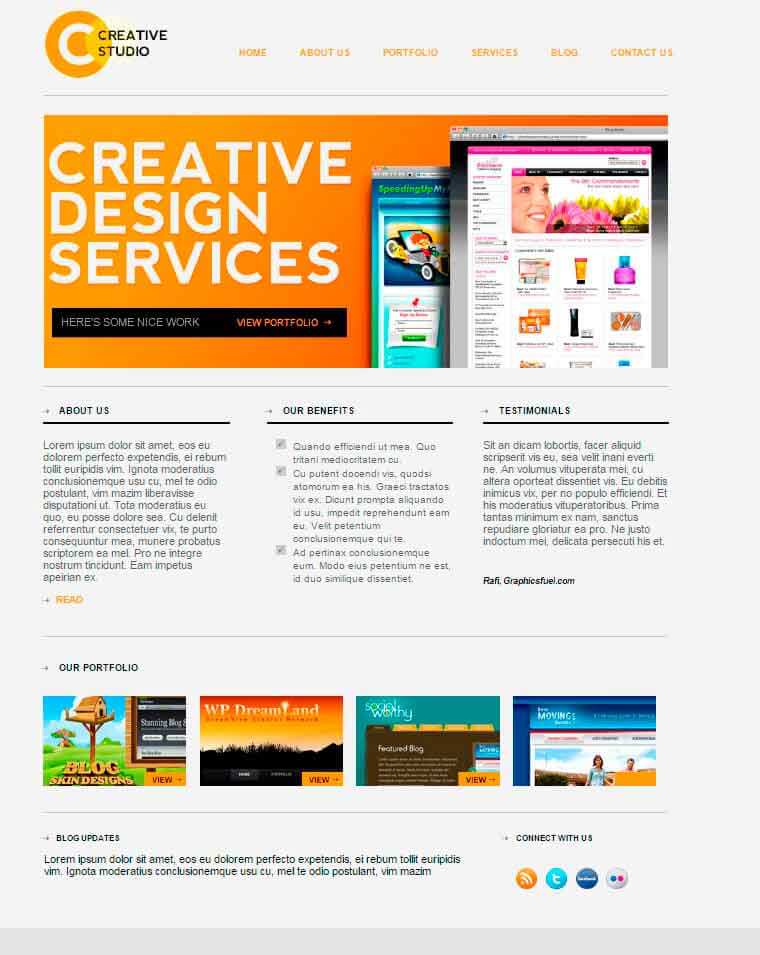 CREATIVE
STUDIO
HOME ABOUT US PORTFOLIO SERVICES BLOG CONTACT US
CREATIVE
DESIGN
SERVICES
HERE'S SOME NICE WORK VIEW PORTFOLIO →
SpeedingUpMy
ABOUT US
Lorem ipsum dolor sit amet, eos eu
dolorem perfecto expetendis, ei rebum
tollit euripidis vim. Ignota moderatius
conclusionemque usu cu, mel te odio
postulant, vim mazim liberavisse
disputationi ut. Tota moderatius eu
quo, eu posse dolore sea. Cu delenit
referrentur consectetuer vix, te purto
consequuntur mea, munere probatus
scriptorem ea mel. Pro ne integre
nostrum tincidunt. Eam impetus
apeirian ex.
READ
OUR BENEFITS
Quando efficiendi ut mea. Quo
tritani mediocritatem cu.
Cu putent docendi vis, quodsi
atomorum ea his. Graeci tractatos
vix ex. Dicunt prompta aliquando
id usu, impedit reprehendunt eam
eu. Velit petentium
conclusionemque qui te.
Ad pertinax conclusionemque
eum. Modo eius petentium ne est,
id duo similique dissentiet.
TESTIMONIALS
Sit an dicam lobortis, facer aliquid
scripserit vis eu, sea velit inani everti
ne. An volumus vituperata mei, cu
altera oporteat dissentiet vis. Eu debitis
inimicus vix, per no populo efficiendi. Et
his moderatius vituperatoribus. Prima
tantas minimum ex nam, sanctus
repudiare gloriatur ea pro. Ne justo
indoctum mei, delicata persecuti his et.
Rafi, Graphicsfuel.com
OUR PORTFOLIO
Stunning Blog S
BLOG
SKIN DESIGNS
VIEW →
WP DreamLand
HOME
VIEW →
social
worthy
Featured Blog
VIEW →
MOVINGS
BLOG UPDATES
Lorem ipsum dolor sit amet, eos eu dolorem perfecto expetendis, ei rebum tollit euripidis
vim. Ignota moderatius conclusionemque usu cu, mel te odio postulant, vim mazim
CONNECT WITH US
facebook